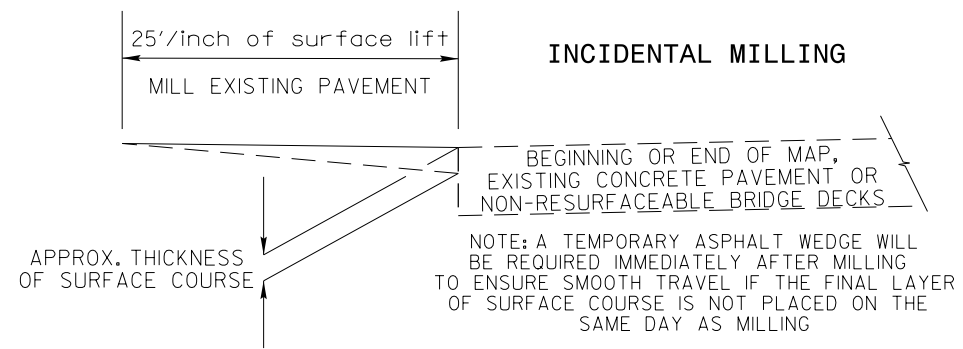 25'/inch of surface lift
MILL EXISTING PAVEMENT
INCIDENTAL MILLING
BEGINNING OR END OF MAP,
EXISTING CONCRETE PAVEMENT OR
NON-RESURFACEABLE BRIDGE DECKS
APPROX. THICKNESS
OF SURFACE COURSE
NOTE: A TEMPORARY ASPHALT WEDGE WILL
BE REQUIRED IMMEDIATELY AFTER MILLING
TO ENSURE SMOOTH TRAVEL IF THE FINAL LAYER
OF SURFACE COURSE IS NOT PLACED ON THE
SAME DAY AS MILLING